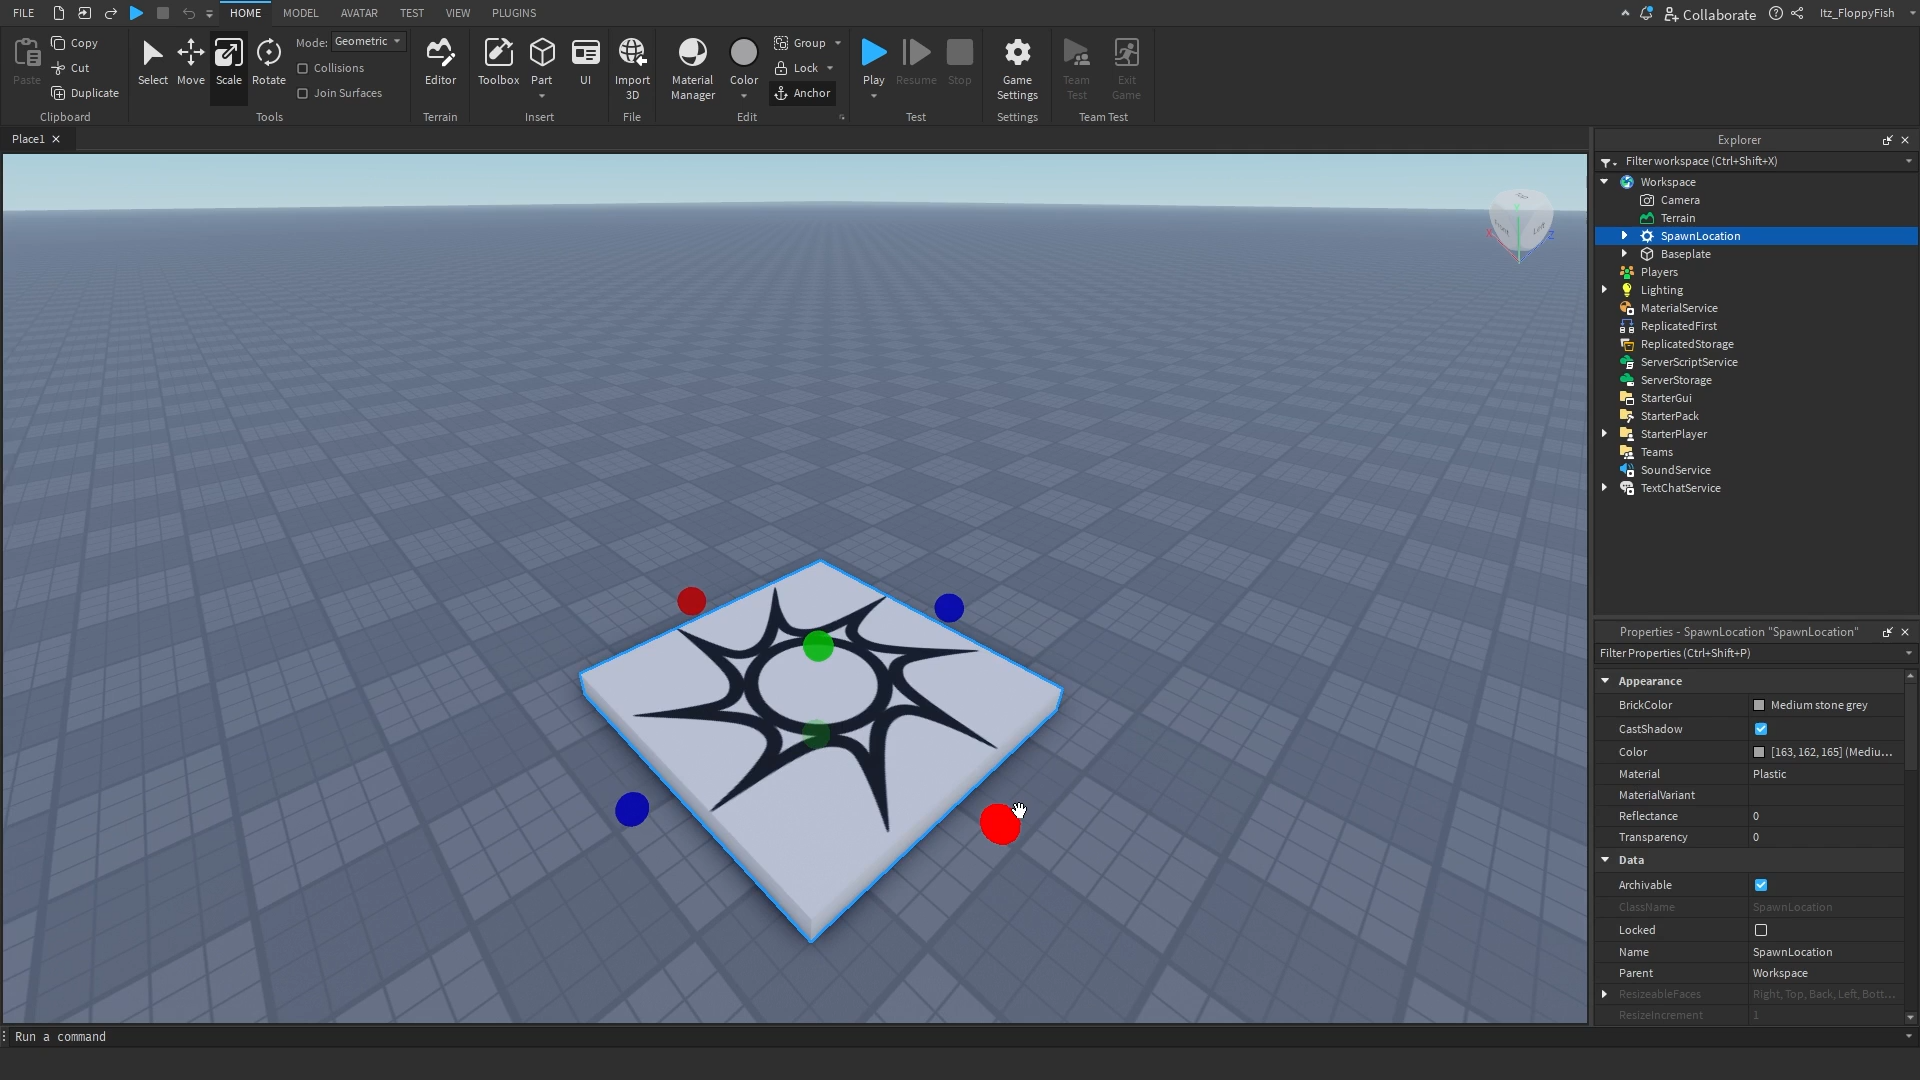 FILE HOME MODEL AVATAR TEST VIEW PLUGINS Collaborate Itz_FloppyFish
Paste
Copy
Cut
Duplicate
Clipboard
Select Move Scale Rotate
Mode: Geometric
Collisions
Join Surfaces
Tools
Editor
Terrain
Toolbox Part UI
Insert
Import
3D
File
Material
Manager
Color
Group
Lock
Anchor
Edit
Play Resume Stop
Test
Game
Settings
Settings
Team
Test
Exit
Game
Team Test
Place1
Front
Left
X
Y
Z
Explorer
Filter workspace (Ctrl+Shift+X)
Workspace
Camera
Terrain
SpawnLocation
Baseplate
Players
Lighting
MaterialService
ReplicatedFirst
ReplicatedStorage
ServerScriptService
ServerStorage
StarterGui
StarterPack
StarterPlayer
Teams
SoundService
TextChatService
Properties - SpawnLocation "SpawnLocation"
Filter Properties (Ctrl+Shift+P)
Appearance
BrickColor Medium stone grey
CastShadow
Color [163, 162, 165] (Mediu...
Material Plastic
MaterialVariant
Reflectance 0
Transparency 0
Data
Archivable
ClassName SpawnLocation
Locked
Name SpawnLocation
Parent Workspace
ResizeableFaces Right, Top, Back, Left, Bott...
ResizeIncrement 1
Run a command